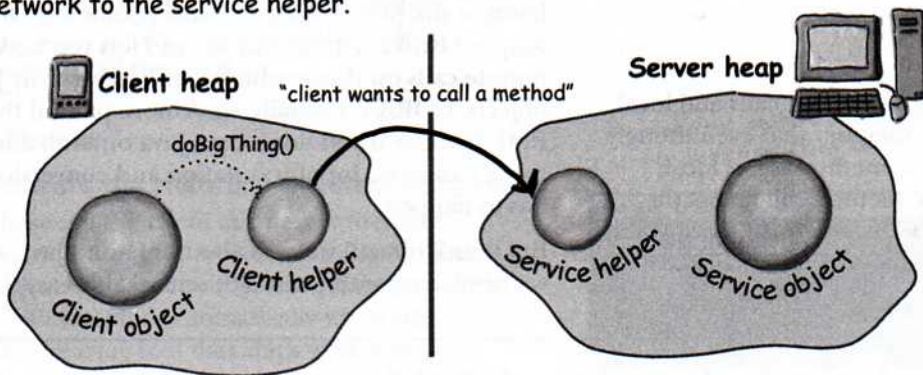 etwork to the service helper.
Client heap
Server heap
"client wants to call a method"
doBigThing()
Client object
Client helper
Service helper
Service object